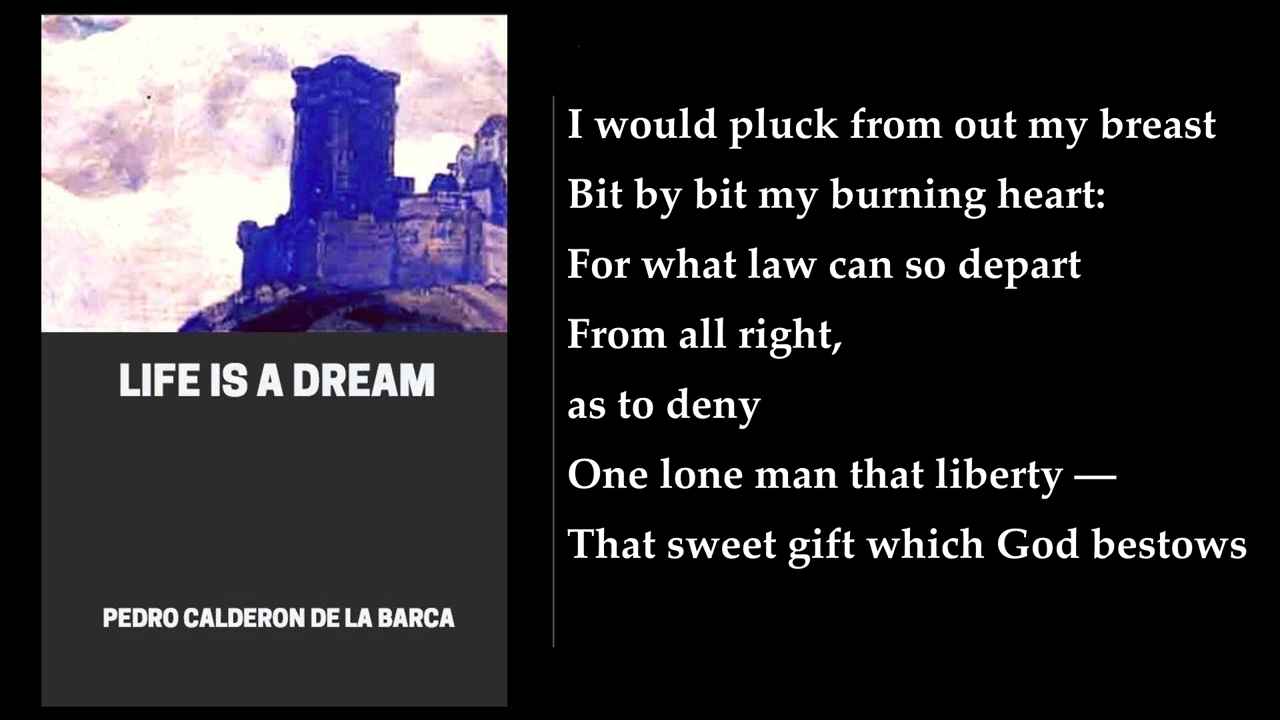 LIFE IS A DREAM
PEDRO CALDERON DE LA BARCA
I would pluck from out my breast
Bit by bit my burning heart:
For what law can so depart
From all right,
as to deny
One lone man that liberty —
That sweet gift which God bestows